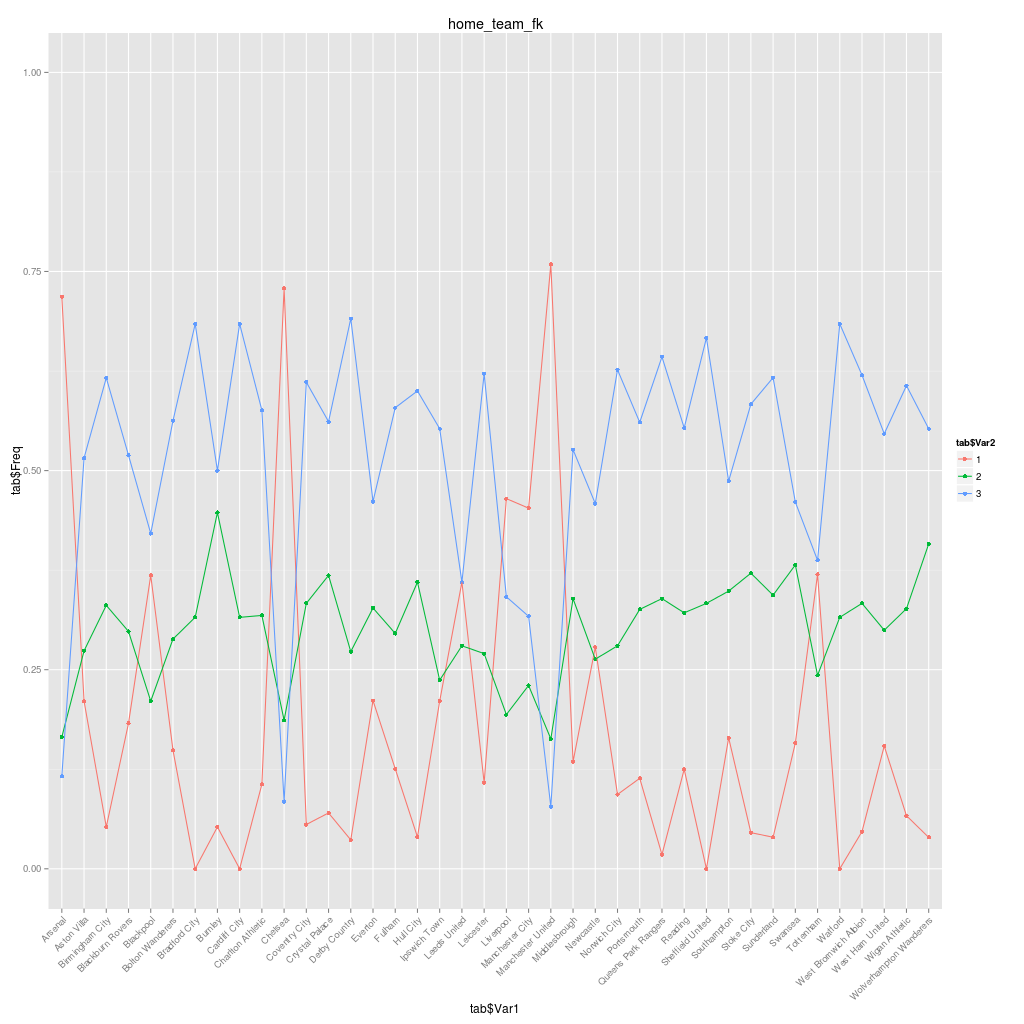 home_team_fk
1.00
0.75
0.50
0.25
0.00
tab$Freq
Arsenal
Aston Villa
Birmingham City
Blackburn Rovers
Blackpool
Bolton Wanderers
Bradford City
Burnley
Cardiff City
Charlton Athletic
Chelsea
Coventry City
Crystal Palace
Derby Country
Everton
Fulham
Hull City
Ipswich Town
Leeds United
Leicester
Liverpool
Manchester City
Manchester United
Middlesbrough
Newcastle
Norwich City
Portsmouth
Queens Park Rangers
Reading
Sheffield United
Southampton
Stoke City
Sunderland
Swansea
Tottenham
Watford
West Bromwich Albion
West Ham United
Wigan Athletic
Wolverhampton Wanderers
tab$Var1
tab$Var2
1
2
3